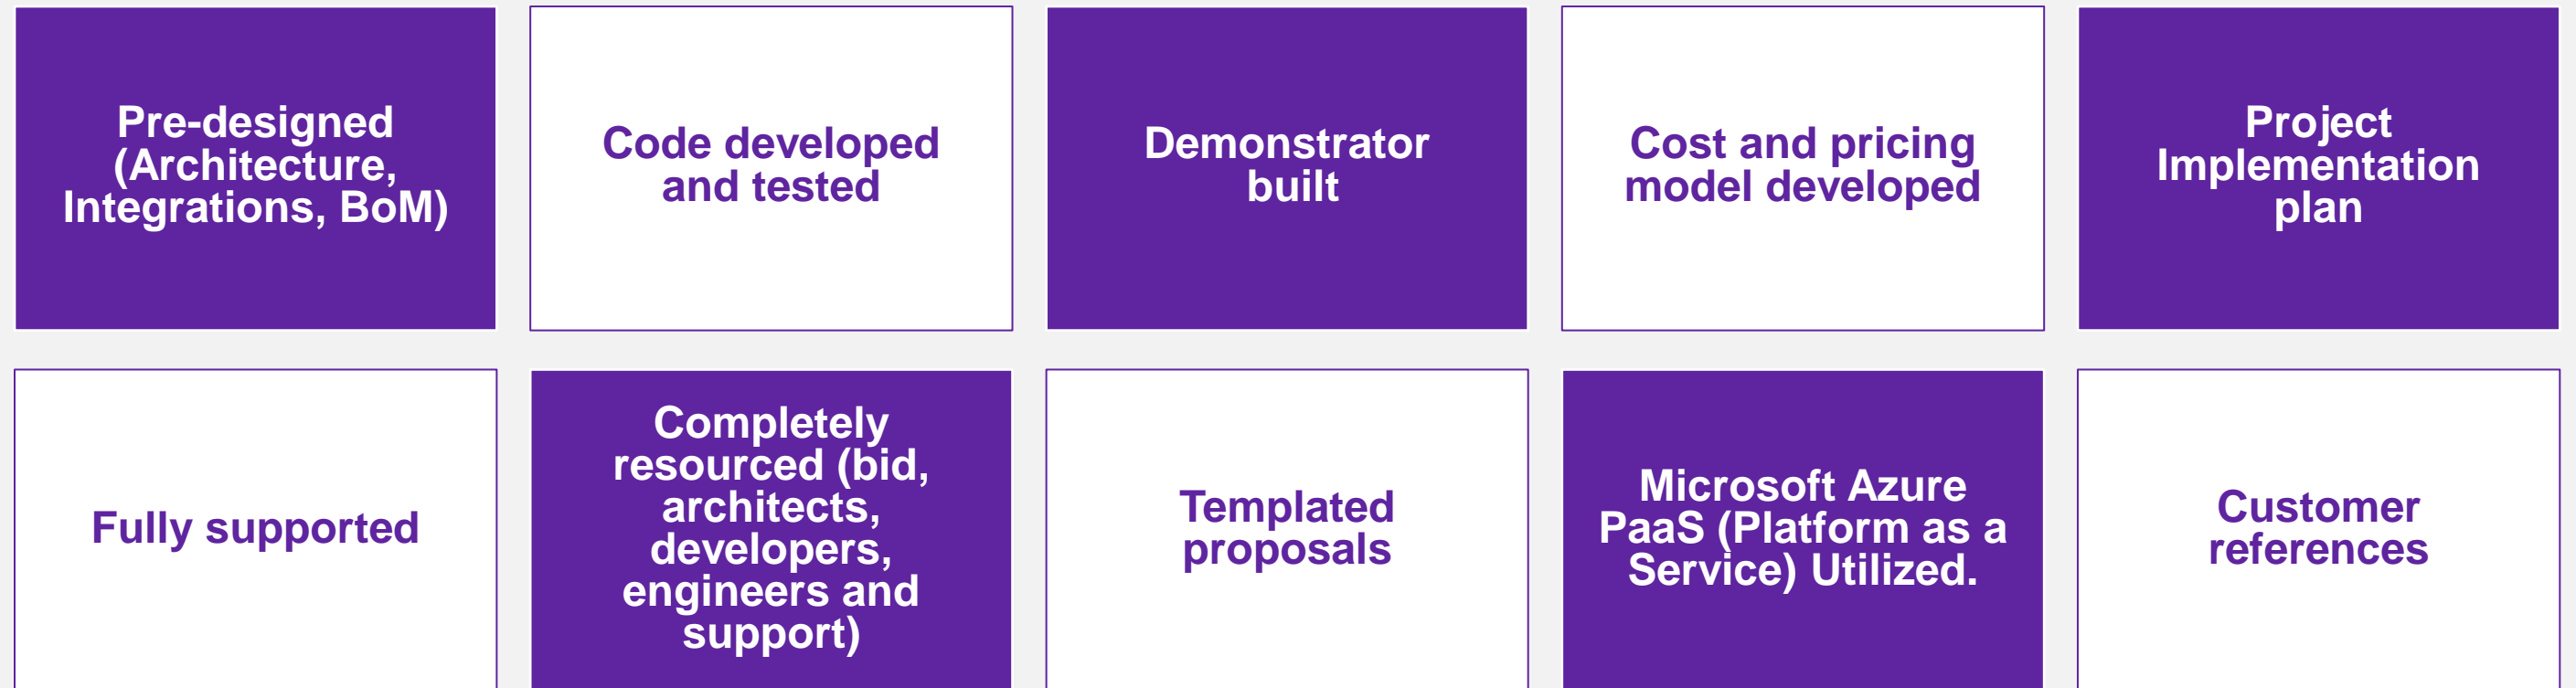 Pre-designed
(Architecture,
Integrations, BoM)
Code developed
and tested
Demonstrator
built
Cost and pricing
model developed
Project
Implementation
plan
Fully supported
Completely
resourced (bid,
architects,
developers,
engineers and
support)
Templated
proposals
Microsoft Azure
PaaS (Platform as a
Service) Utilized.
Customer
references